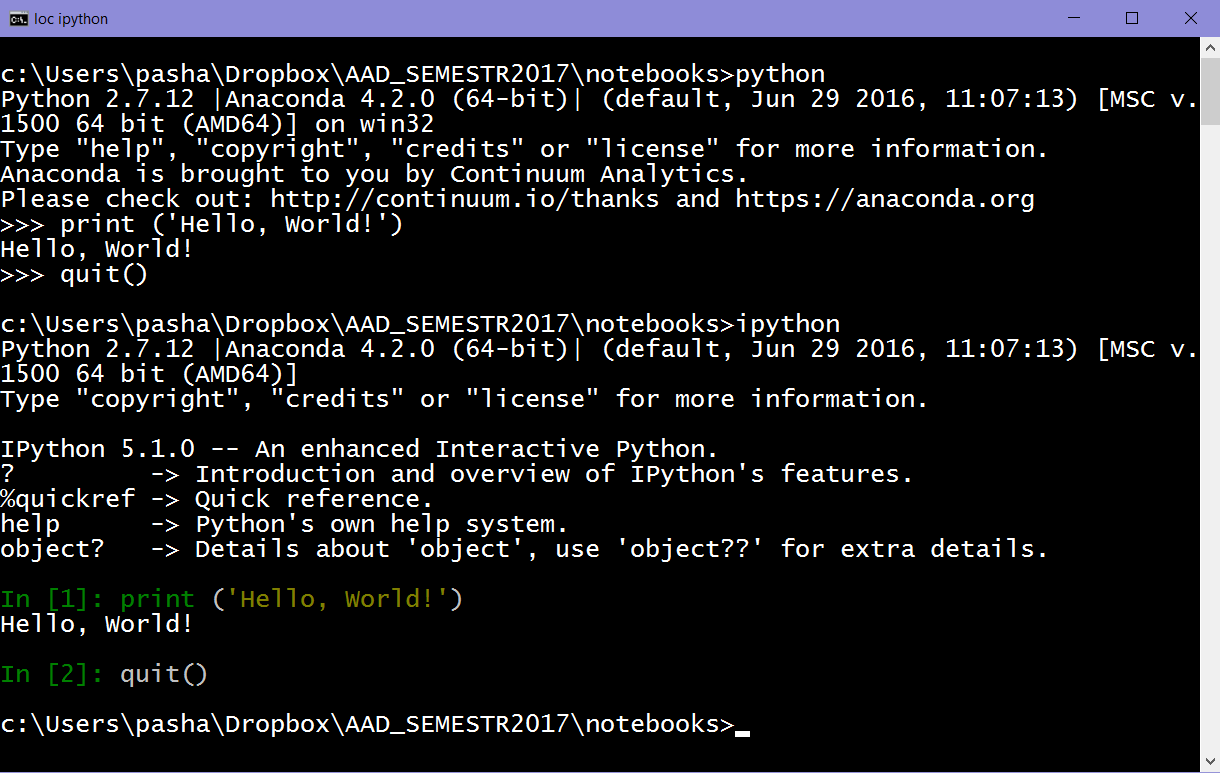 loc ipython
c:\Users\pasha\Dropbox\AAD_SEMESTR2017\notebooks>python
Python 2.7.12 |Anaconda 4.2.0 (64-bit)| (default, Jun 29 2016, 11:07:13) [MSC v.
1500 64 bit (AMD64)] on win32
Type "help", "copyright", "credits" or "license" for more information.
Anaconda is brought to you by Continuum Analytics.
Please check out: http://continuum.io/thanks and https://anaconda.org
>>> print ('Hello, World!')
Hello, World!
>>> quit()
c:\Users\pasha\Dropbox\AAD_SEMESTR2017\notebooks>ipython
Python 2.7.12 |Anaconda 4.2.0 (64-bit)| (default, Jun 29 2016, 11:07:13) [MSC v.
1500 64 bit (AMD64)]
Type "copyright", "credits" or "license" for more information.
IPython 5.1.0 -- An enhanced Interactive Python.
?         -> Introduction and overview of IPython's features.
%quickref -> Quick reference.
help      -> Python's own help system.
object?   -> Details about 'object', use 'object??' for extra details.
In [1]: print ('Hello, World!')
Hello, World!
In [2]: quit()
c:\Users\pasha\Dropbox\AAD_SEMESTR2017\notebooks>